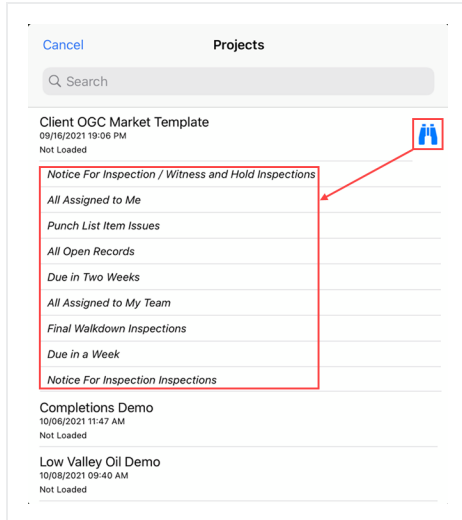 Cancel Projects
Search
Client OGC Market Template
09/16/2021 19:06 PM
Not Loaded
Notice For Inspection / Witness and Hold Inspections
All Assigned to Me
Punch List Item Issues
All Open Records
Due in Two Weeks
All Assigned to My Team
Final Walkdown Inspections
Due in a Week
Notice For Inspection Inspections
Completions Demo
10/06/2021 11:47 AM
Not Loaded
Low Valley Oil Demo
10/08/2021 09:40 AM
Not Loaded